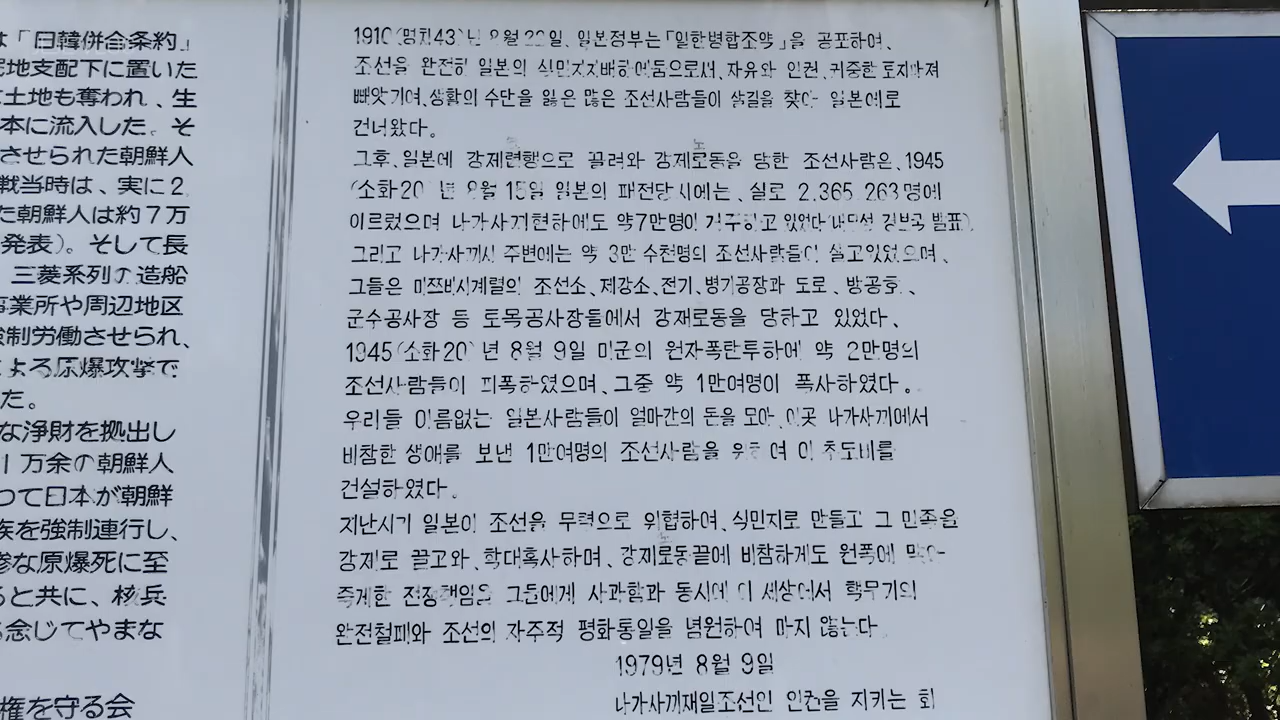 は「日韓併合条約」
民地支配下に置いた
土地も奪われ、生
本に流入した。そ
させられた朝鮮人
戦当時は、実に2.
た朝鮮人は約7万
発表)。そして長
三菱系列の造船
事業所や周辺地区
強制労働させられ、
よる原爆攻撃で
た。
な浄財を拠出し
1万余の朝鮮人
つて日本が朝鮮
族を強制連行し、
惨な原爆死に至
ると共に、核兵
念じてやまな
権を守る会
1910(명치43)년 8월 22일、일본정부는「일한병합조약」을 공포하여、
조선을 완전히 일본의 식민지지배하에둠으로써、자유와 인권、귀중한 토지마져
빼앗기여、생활의 수단을 잃은 많은 조선사람들이 살길을 찾아 일본에로
건너왔다。
그후、일본에 강제련행으로 끌려와 강제로동을 당한 조선사람은、1945
(소화20)년 8월 15일 일본의 패전당시에는、실로 2.365.263명에
이르렀으며 나가사끼현하에도 약7만명이 거주하고 있었다(내무성 경보국 발표)
그리고 나가사끼시 주변에는 약 3만 수천명의 조선사람들이 살고있었으며、
그들은 미쯔비시계렬의 조선소、제강소、전기、병기공장과 도로、방공호、
군수공사장 등 토목공사장들에서 강재로동을 당하고 있었다、
1945(소화20)년 8월 9일 미군의 원자폭탄투하에 약 2만명의
조선사람들이 피폭하였으며、그중 약 1만여명이 폭사하였다。
우리들 이름없는 일본사람들이 얼마간의 돈을 모아、이곳 나가사끼에서
비참한 생애를 보낸 1만여명의 조선사람을 위하여 이 추도비를
건설하였다。
지난시기 일본이 조선을 무력으로 위협하여、식민지로 만들고 그 민족을
강제로 끌고와、학대혹사하며、강제로동끝에 비참하게도 원폭에 맞아
죽게한 전쟁책임을 그들에게 사과함과 동시에 이 세상에서 핵무기의
완전철폐와 조선의 자주적 평화통일을 념원하여 마지 않는다
1979년 8월 9일
나가사끼재일조선인 인권을 지키는 회